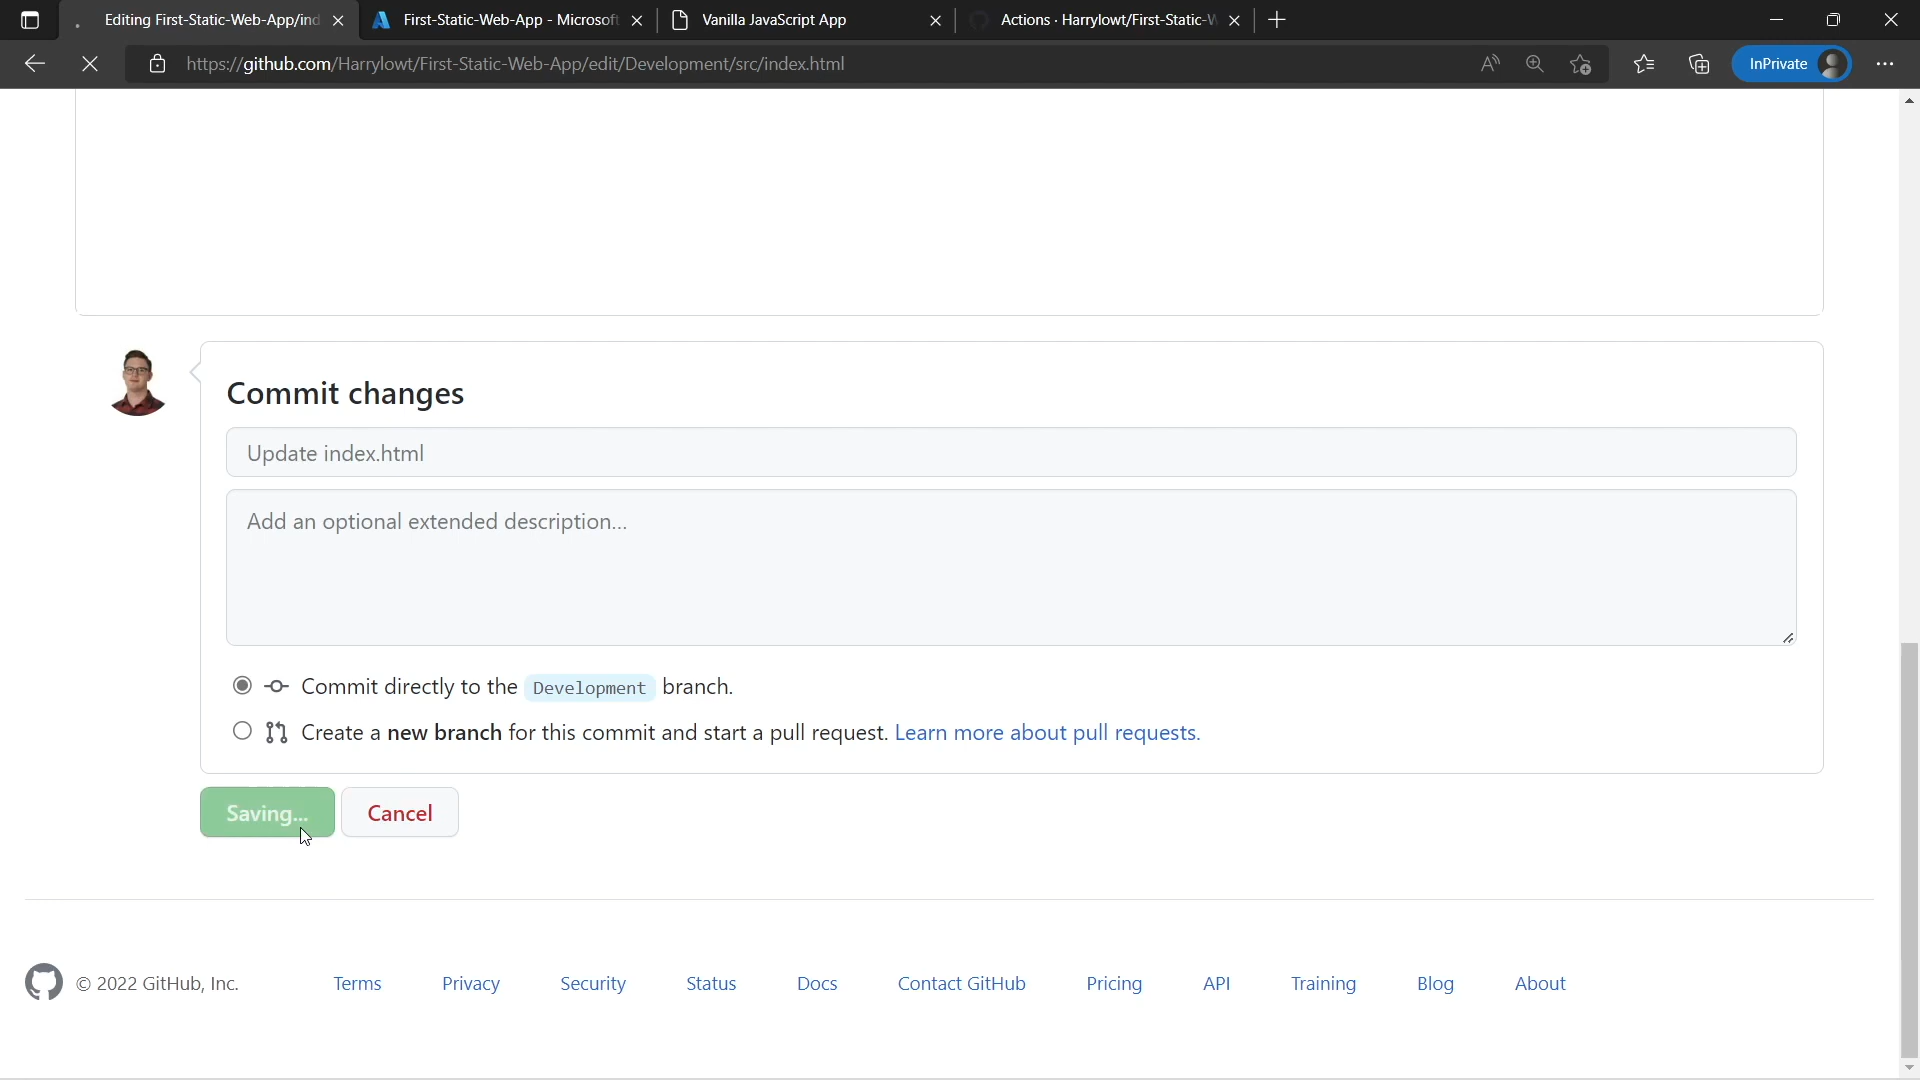 Editing First-Static-Web-App/ind
First-Static-Web-App - Microsoft
Vanilla JavaScript App
Actions · Harrylowt/First-Static-W
https://github.com/Harrylowt/First-Static-Web-App/edit/Development/src/index.html
InPrivate
Commit changes
Update index.html
Add an optional extended description...
Commit directly to the Development branch.
Create a new branch for this commit and start a pull request. Learn more about pull requests.
Saving...
Cancel
© 2022 GitHub, Inc.
Terms
Privacy
Security
Status
Docs
Contact GitHub
Pricing
API
Training
Blog
About